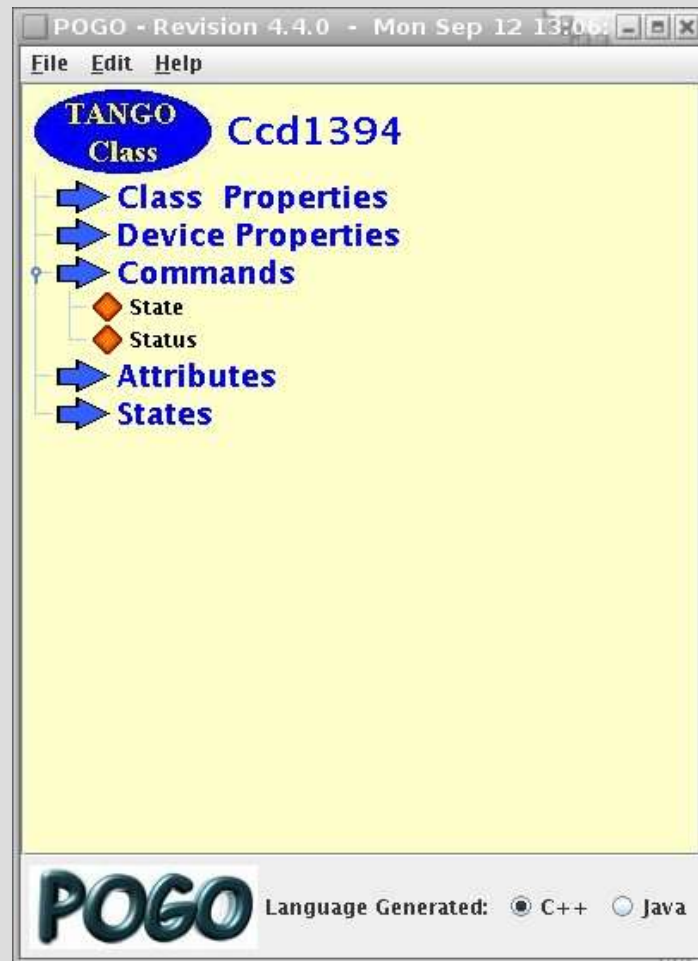 POGO - Revision 4.4.0 - Mon Sep 12 13:06:
File Edit Help
TANGO
Class
Ccd1394
Class Properties
Device Properties
Commands
State
Status
Attributes
States
POGO
Language Generated: C++ Java